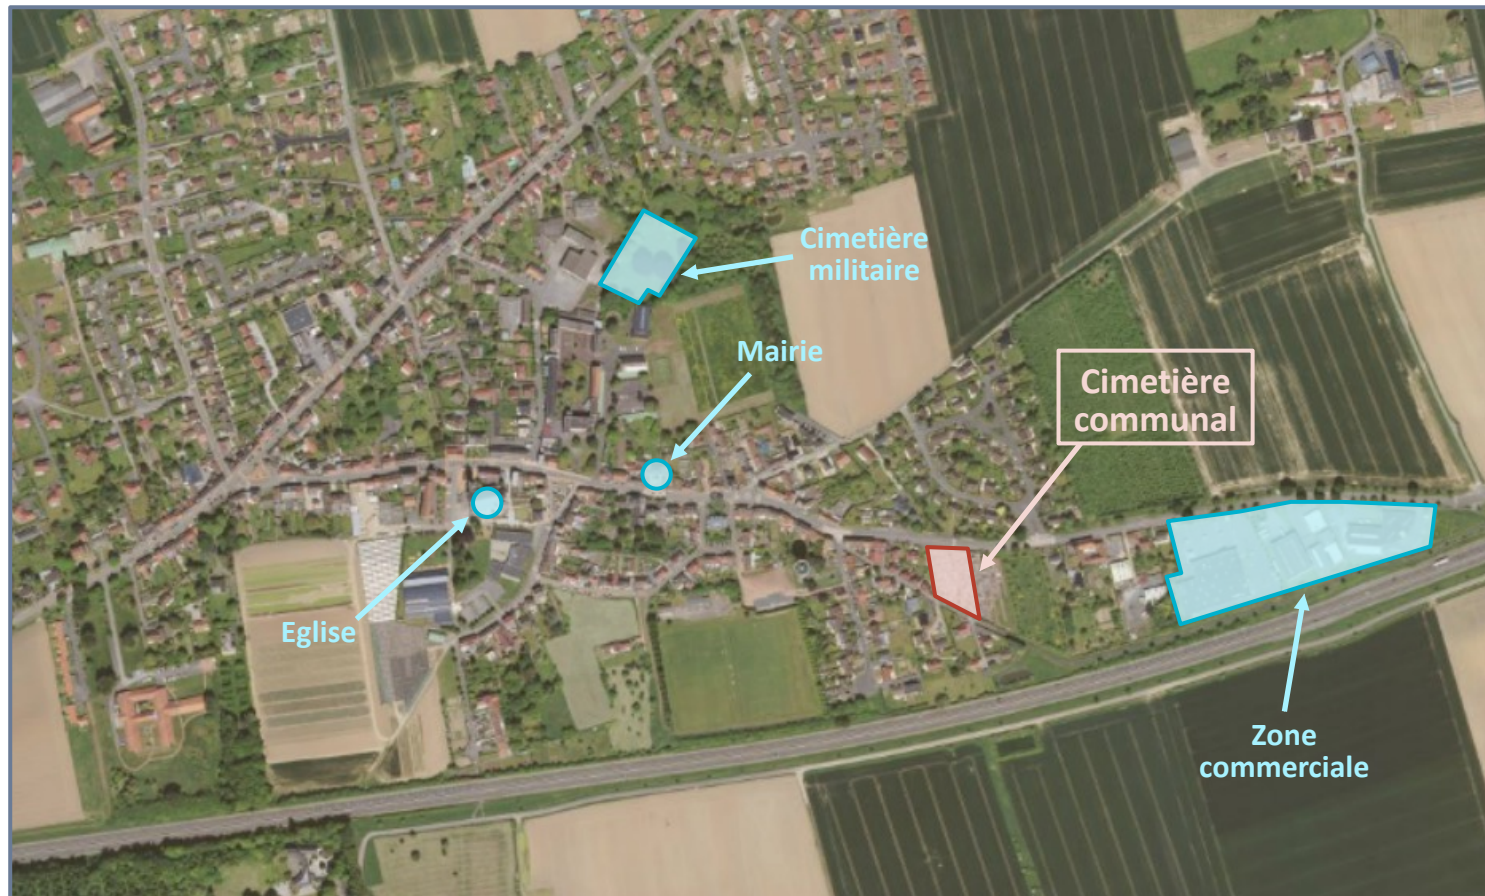 Cimetière
militaire
Mairie
Cimetière
communal
Eglise
Zone
commerciale